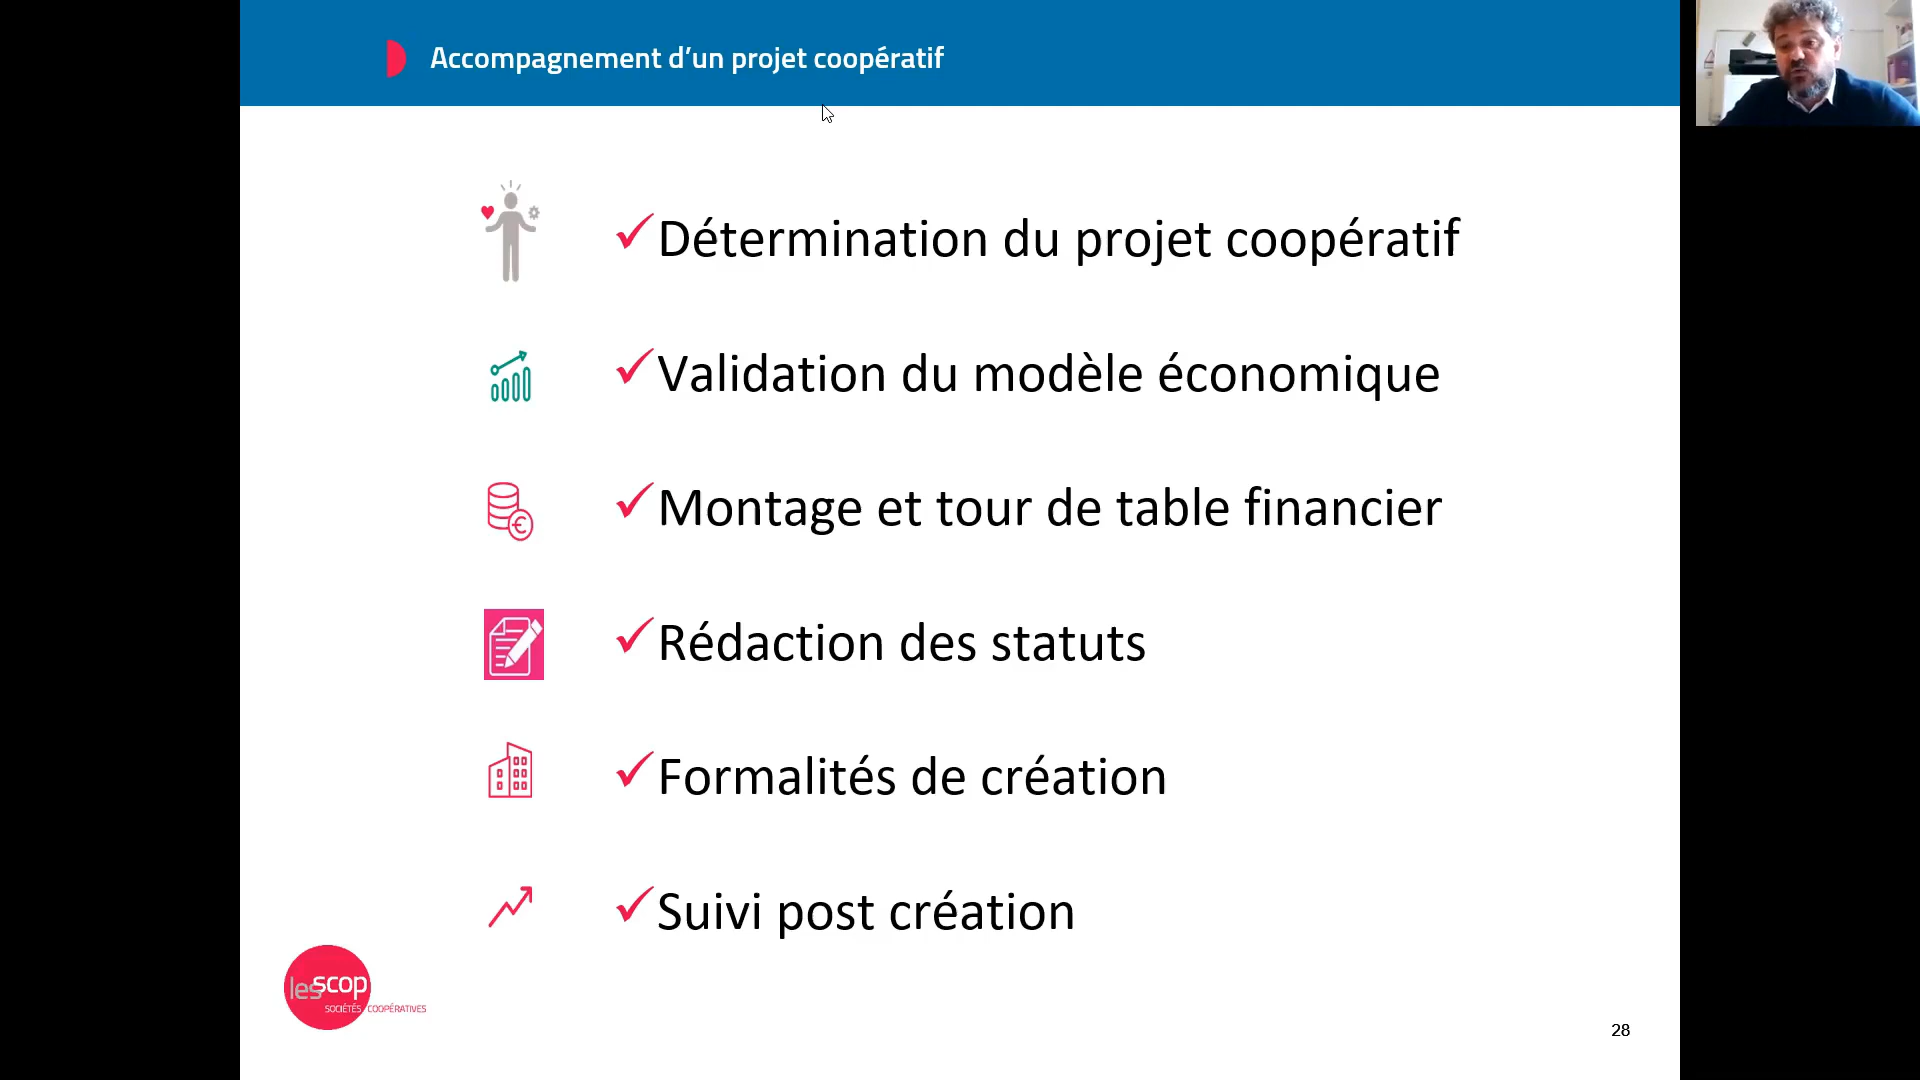 Accompagnement d’un projet coopératif
Détermination du projet coopératif
Validation du modèle économique
Montage et tour de table financier
Rédaction des statuts
Formalités de création
Suivi post création
les scop
SOCIÉTÉS COOPÉRATIVES
28